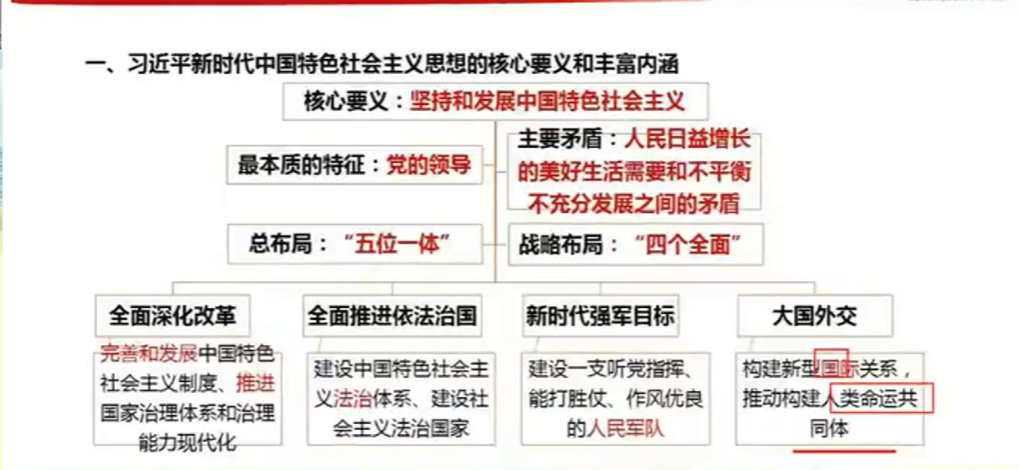 一、习近平新时代中国特色社会主义思想的核心要义和丰富内涵
核心要义：坚持和发展中国特色社会主义
最本质的特征：党的领导
主要矛盾：人民日益增长
的美好生活需要和不平衡
不充分发展之间的矛盾
总布局：“五位一体”
战略布局：“四个全面”
全面深化改革
完善和发展中国特色
社会主义制度、推进
国家治理体系和治理
能力现代化
全面推进依法治国
建设中国特色社会主
义法治体系、建设社
会主义法治国家
新时代强军目标
建设一支听党指挥、
能打胜仗、作风优良
的人民军队
大国外交
构建新型国际关系，
推动构建人类命运共
同体